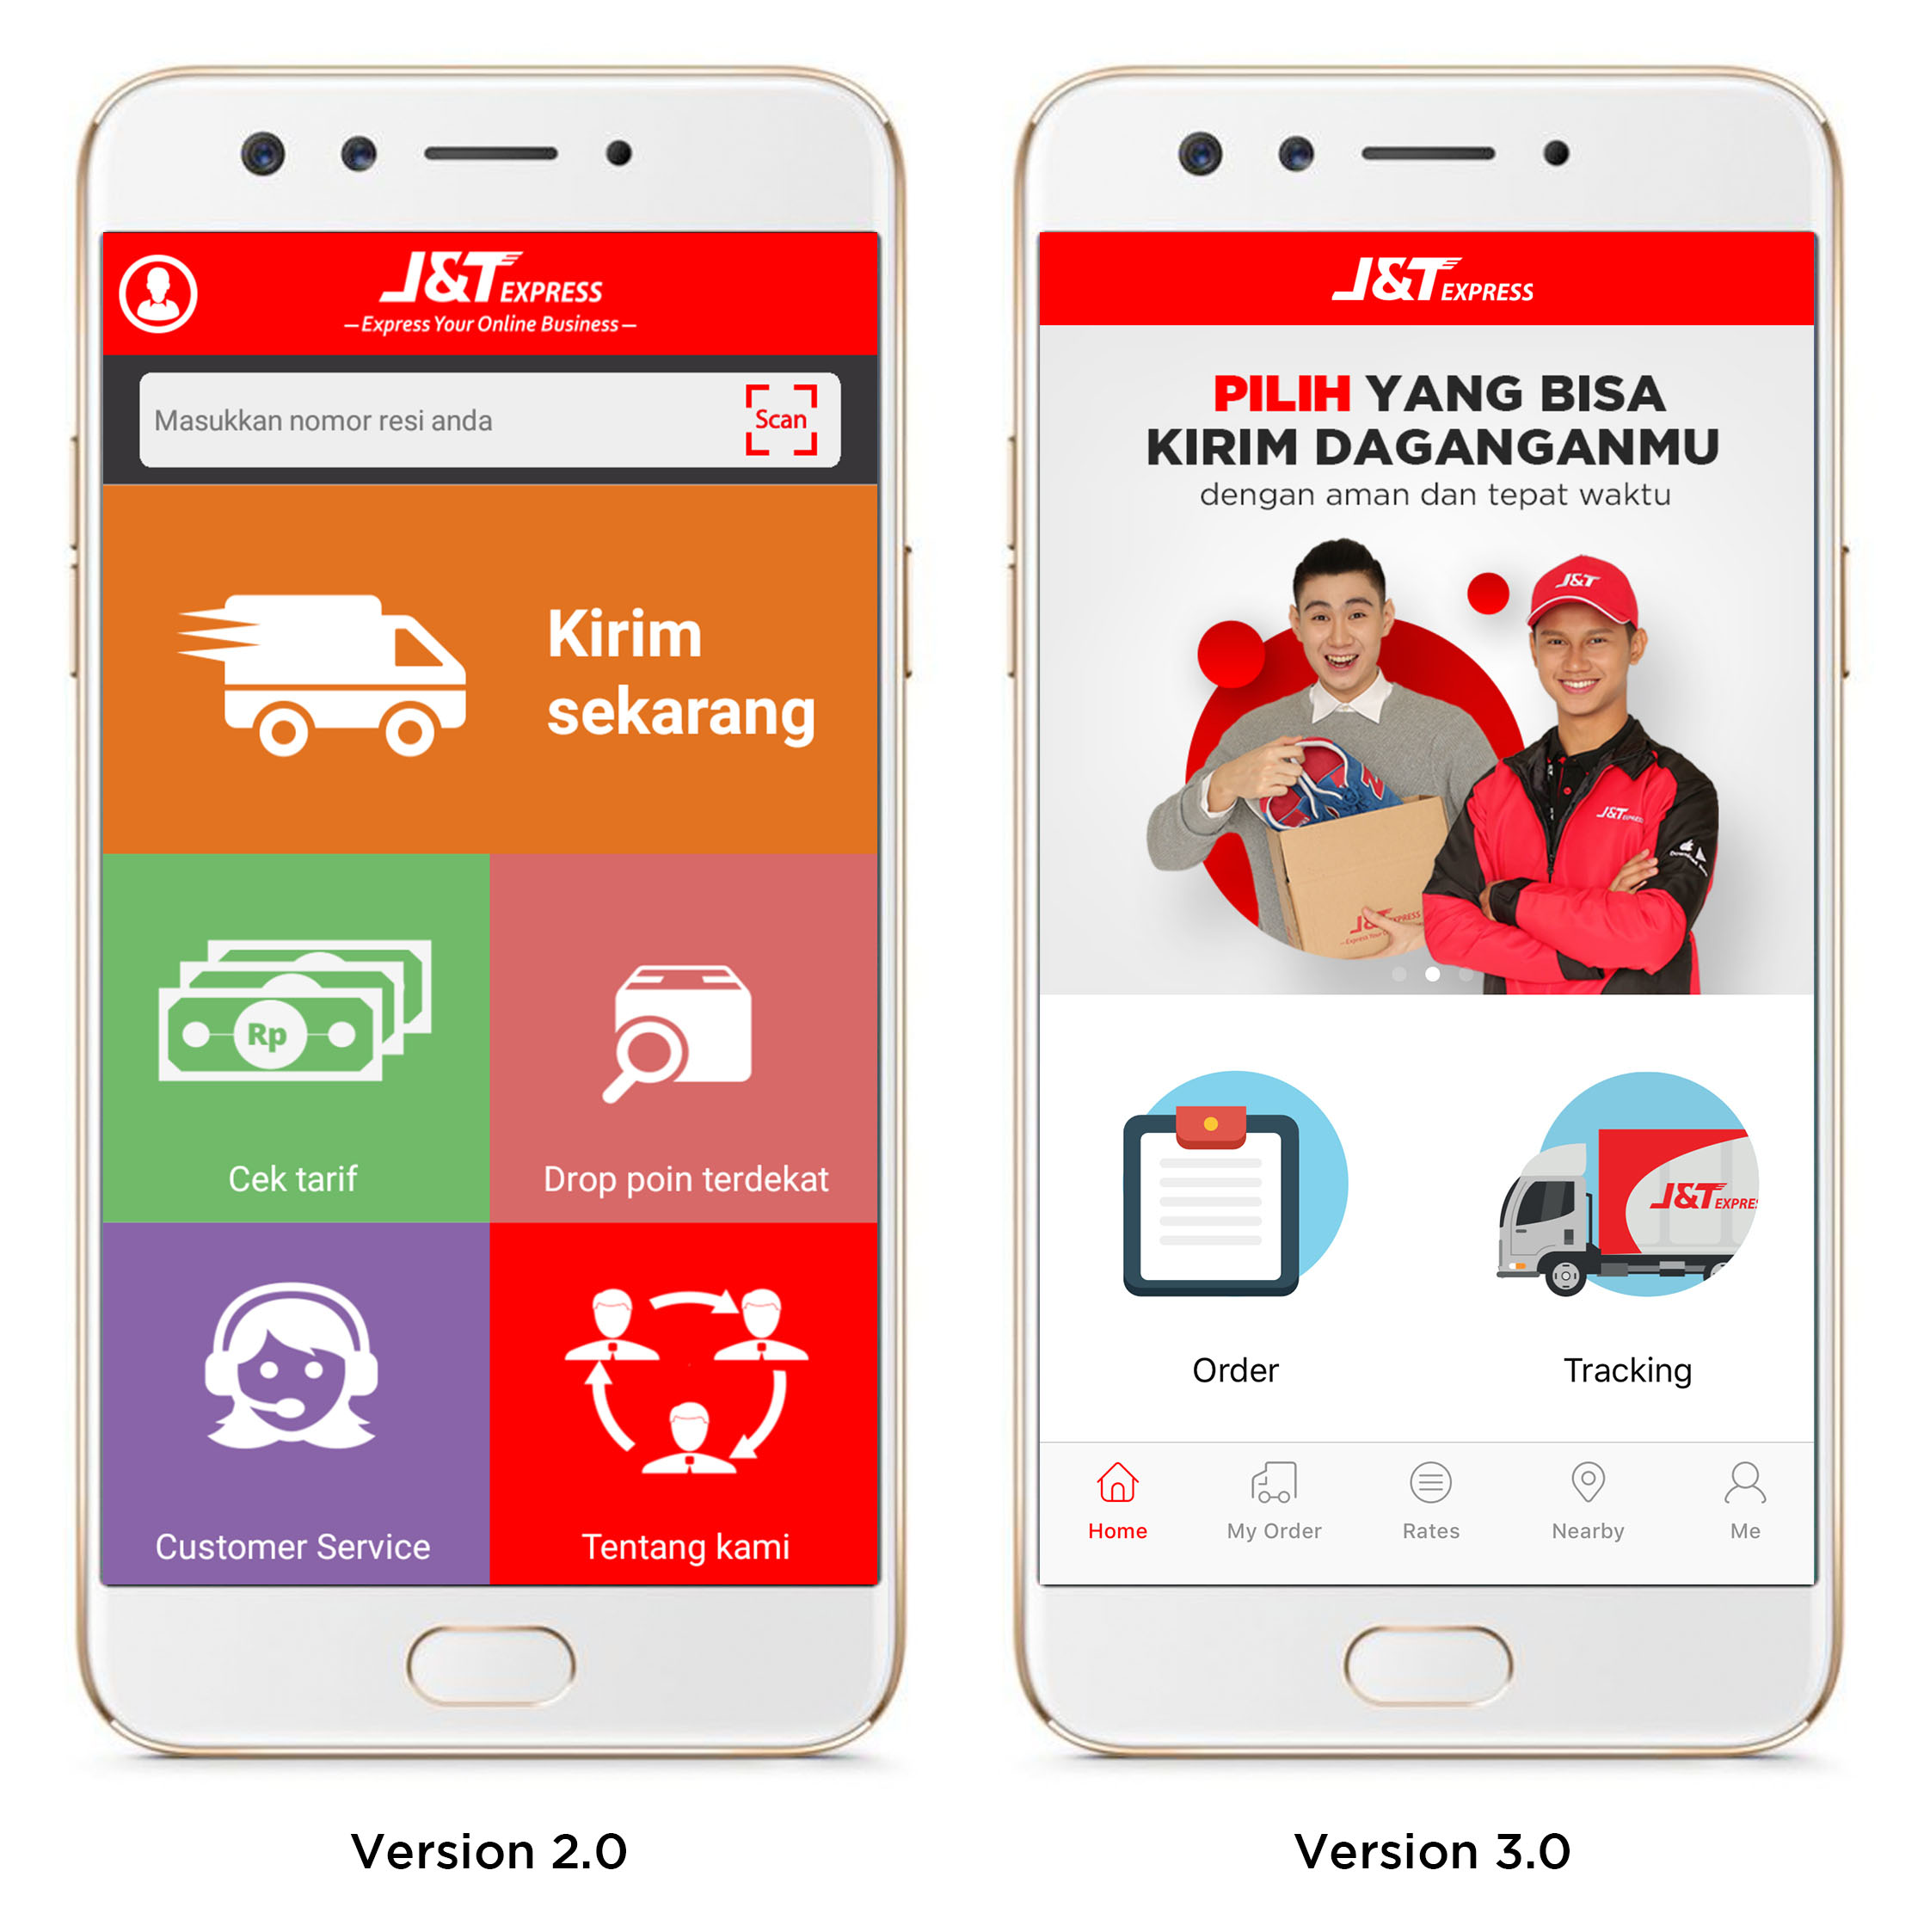 J&T EXPRESS
Express Your Online Business
Masukkan nomor resi anda
Scan
Kirim
sekarang
Rp
Cek tarif
Drop poin terdekat
Customer Service
Tentang kami
Version 2.0
J&T EXPRESS
PILIH YANG BISA
KIRIM DAGANGANMU
dengan aman dan tepat waktu
J&T
J&T EXPRESS
J&T EXPRESS
J&T EXPRE
Order
Tracking
Home
My Order
Rates
Nearby
Me
Version 3.0